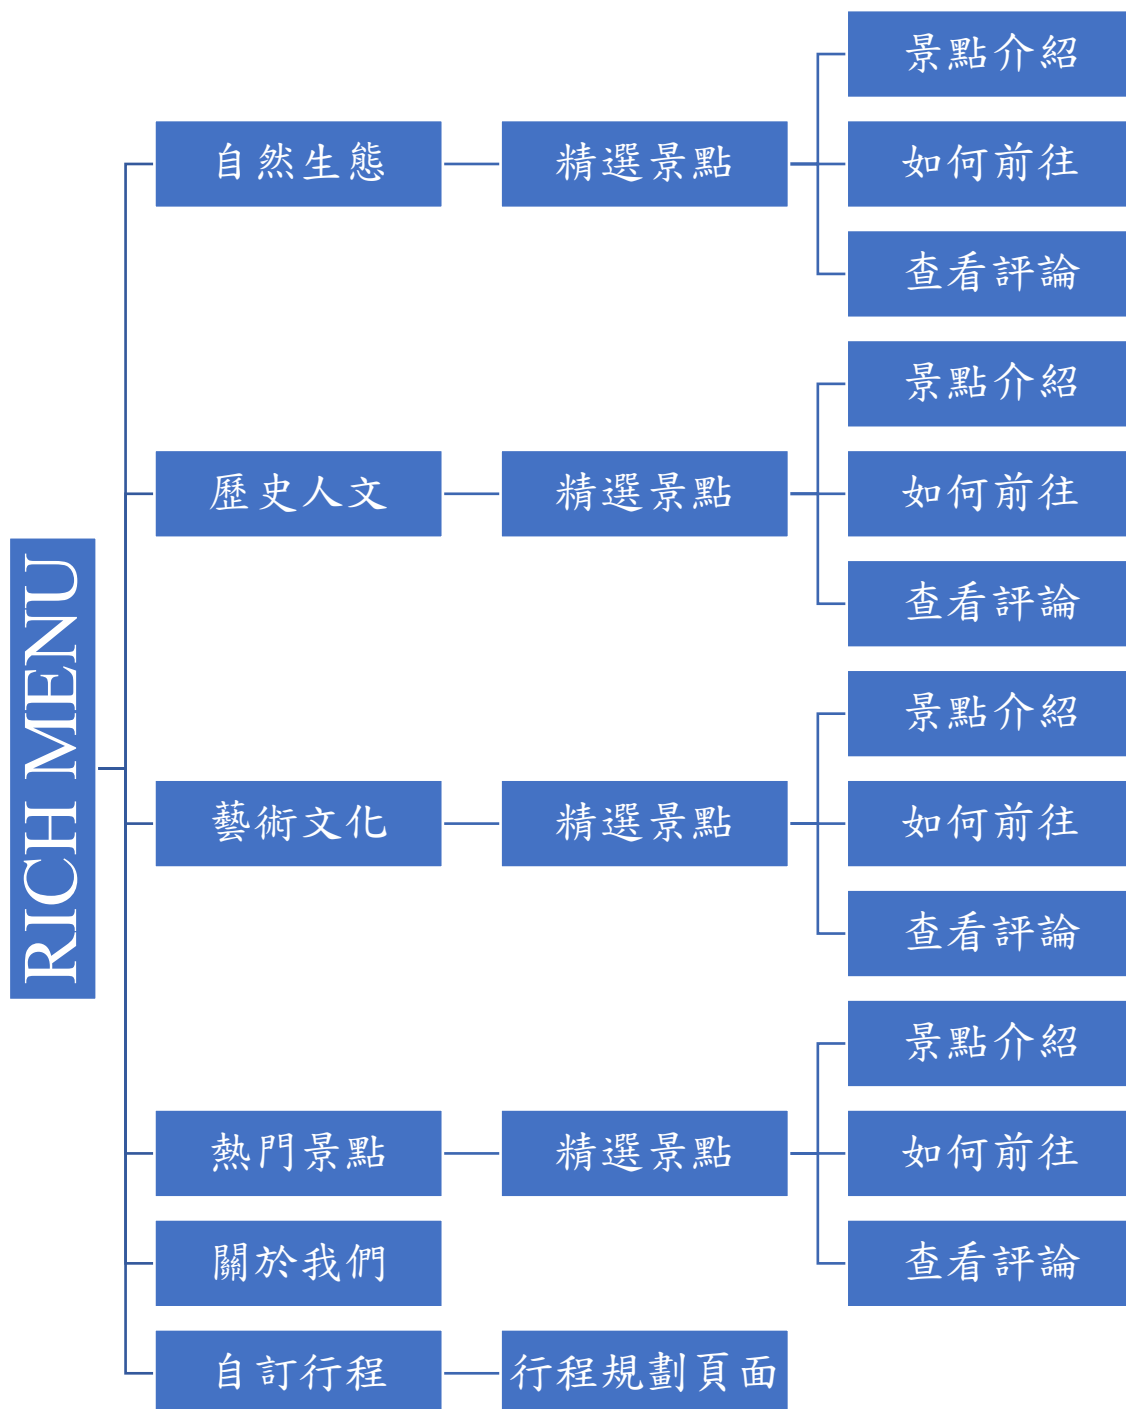 RICH MENU
自然生態
精選景點
景點介紹
如何前往
查看評論
歷史人文
精選景點
景點介紹
如何前往
查看評論
藝術文化
精選景點
景點介紹
如何前往
查看評論
熱門景點
精選景點
景點介紹
如何前往
查看評論
關於我們
自訂行程
行程規劃頁面